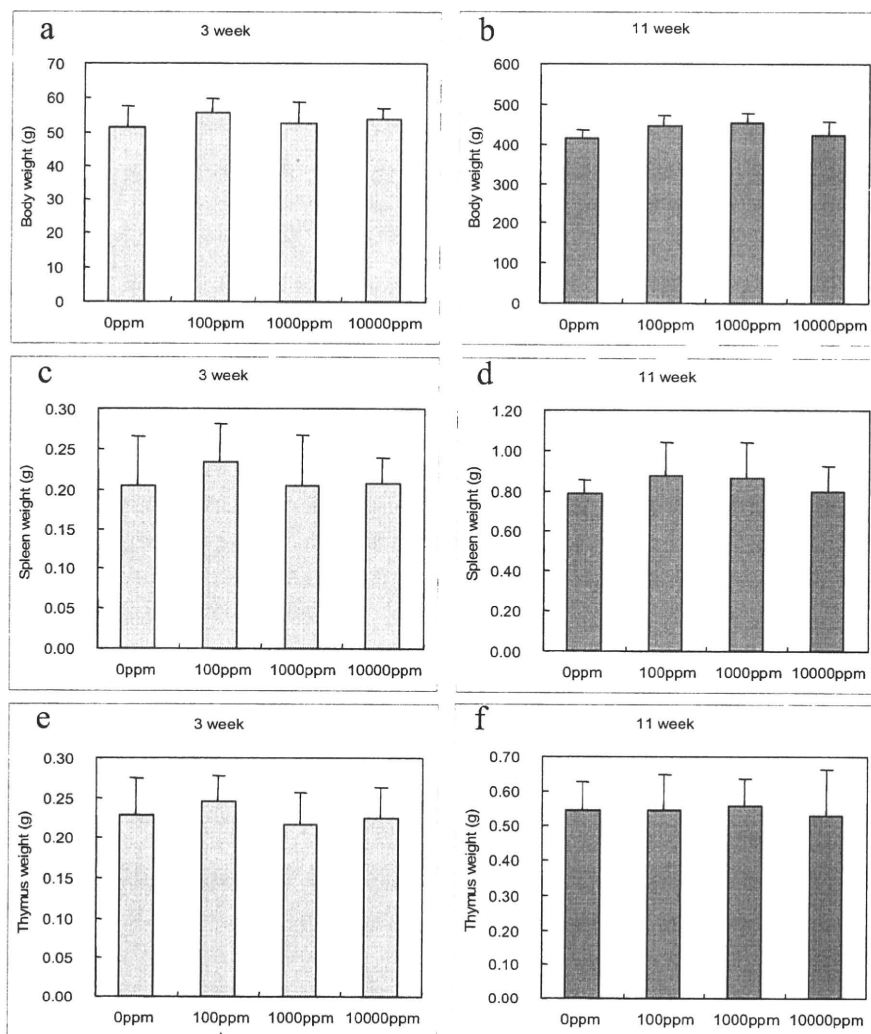 a
3 week
Body weight (g)
70
60
50
40
30
20
10
0
0ppm
100ppm
1000ppm
10000ppm
b
11 week
Body weight (g)
600
500
400
300
200
100
0
0ppm
100ppm
1000ppm
10000ppm
c
3 week
Spleen weight (g)
0.30
0.25
0.20
0.15
0.10
0.05
0.00
0ppm
100ppm
1000ppm
10000ppm
d
11 week
Spleen weight (g)
1.20
1.00
0.80
0.60
0.40
0.20
0.00
0ppm
100ppm
1000ppm
10000ppm
e
3 week
Thymus weight (g)
0.30
0.25
0.20
0.15
0.10
0.05
0.00
0ppm
100ppm
1000ppm
10000ppm
f
11 week
Thymus weight (g)
0.70
0.60
0.50
0.40
0.30
0.20
0.10
0.00
0ppm
100ppm
1000ppm
10000ppm